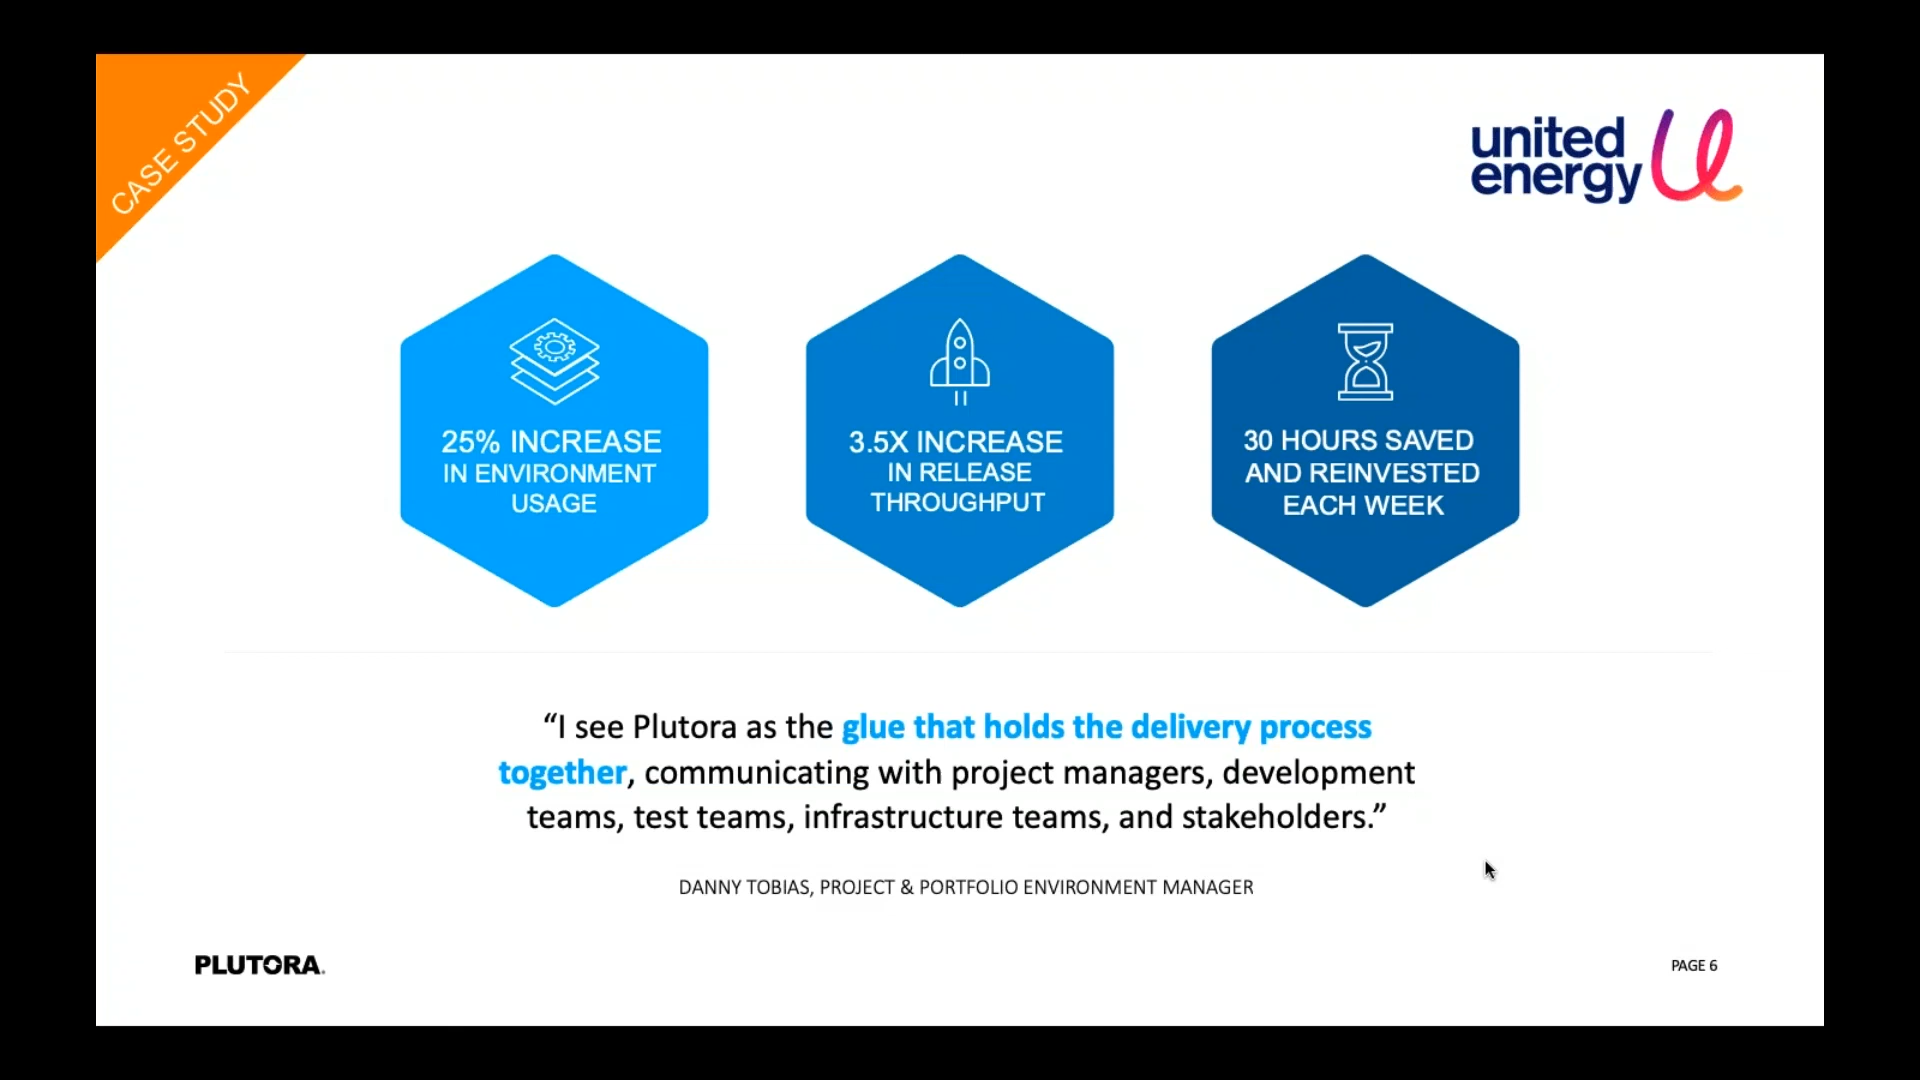 CASE STUDY
united
energy
25% INCREASE
IN ENVIRONMENT
USAGE
3.5X INCREASE
IN RELEASE
THROUGHPUT
30 HOURS SAVED
AND REINVESTED
EACH WEEK
“I see Plutora as the glue that holds the delivery process
together, communicating with project managers, development
teams, test teams, infrastructure teams, and stakeholders.”
DANNY TOBIAS, PROJECT & PORTFOLIO ENVIRONMENT MANAGER
PLUTORA.
PAGE 6